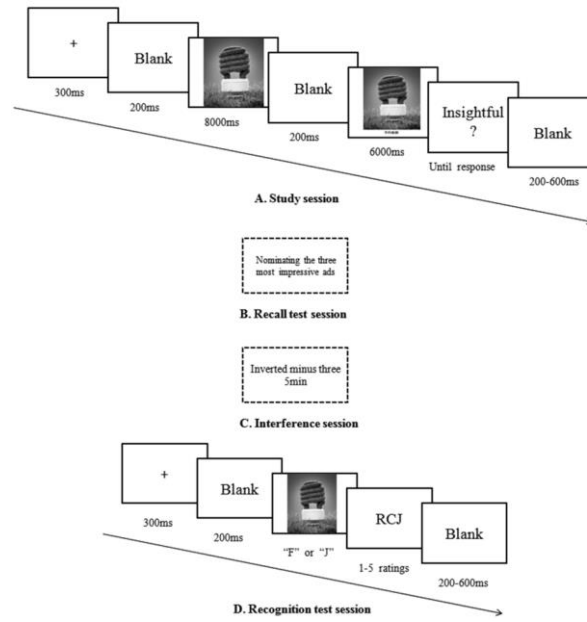 +
Blank
Blank
Insightful
?
Blank
300ms
200ms
8000ms
200ms
6000ms
Until response
200-600ms
A. Study session
Nominating the three
most impressive ads
B. Recall test session
Inverted minus three
5min
C. Interference session
+
Blank
RCJ
Blank
300ms
200ms
“F” or “J”
1-5 ratings
200-600ms
D. Recognition test session